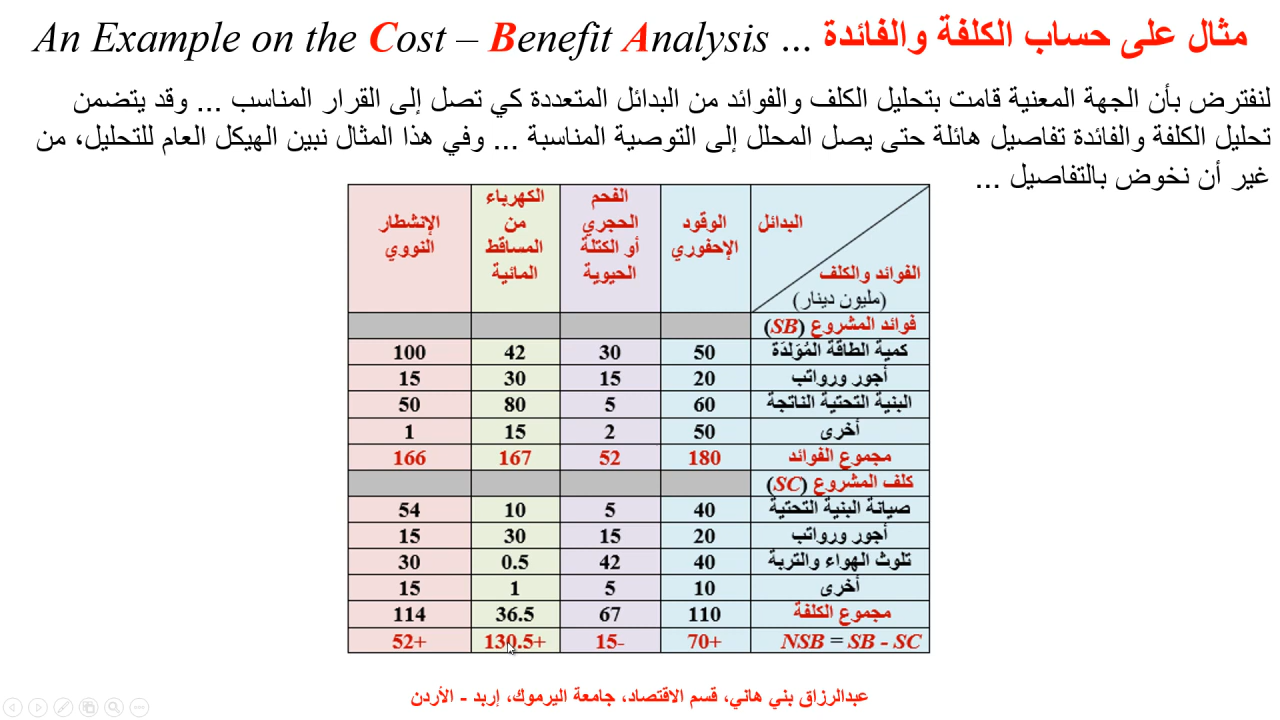 مثال على حساب الكلفة والفائدة ... An Example on the Cost – Benefit Analysis
لنفترض بأن الجهة المعنية قامت بتحليل الكلف والفوائد من البدائل المتعددة كي تصل إلى القرار المناسب ... وقد يتضمن
تحليل الكلفة والفائدة تفاصيل هائلة حتى يصل المحلل إلى التوصية المناسبة ... وفي هذا المثال نبين الهيكل العام للتحليل، من
غير أن نخوض بالتفاصيل ...
البدائل
الفوائد والكلف
(مليون دينار)
الوقود
الإحفوري
الفحم
الحجري
أو الكتلة
الحيوية
الكهرباء
من
المساقط
المائية
الإنشطار
النووي
فوائد المشروع (SB)
كمية الطاقة المُوَلَدَة 50 30 42 100
أجور ورواتب 20 15 30 15
البنية التحتية الناتجة 60 5 80 50
أخرى 50 2 15 1
مجموع الفوائد 180 52 167 166
كلف المشروع (SC)
صيانة البنية التحتية 40 5 10 54
أجور ورواتب 20 15 30 15
تلوث الهواء والتربة 40 42 0.5 30
أخرى 10 5 1 15
مجموع الكلفة 110 67 36.5 114
NSB = SB - SC 70+ 15- 130.5+ 52+
عبدالرزاق بني هاني، قسم الاقتصاد، جامعة اليرموك، إربد - الأردن